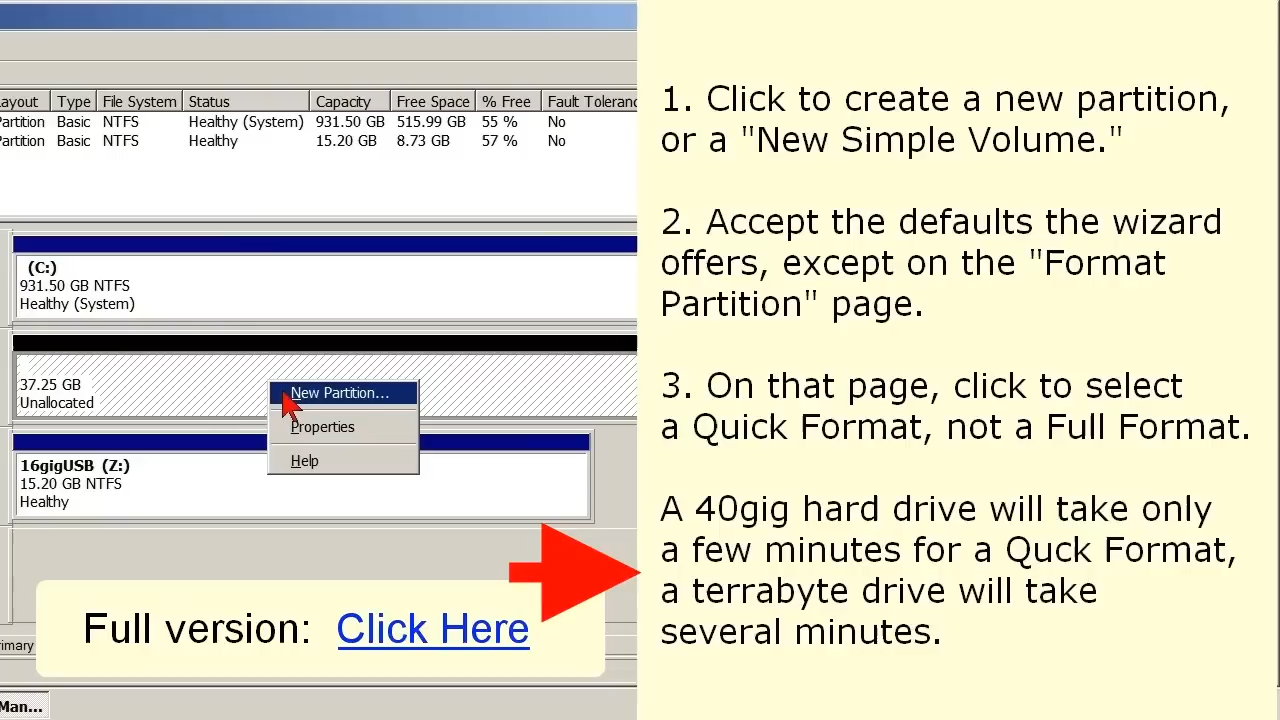 ayout Type File System Status Capacity Free Space % Free Fault Toleranc
Partition Basic NTFS Healthy (System) 931.50 GB 515.99 GB 55 % No
Partition Basic NTFS Healthy 15.20 GB 8.73 GB 57 % No
(C:)
931.50 GB NTFS
Healthy (System)
37.25 GB
Unallocated
New Partition...
Properties
Help
16gigUSB (Z:)
15.20 GB NTFS
Healthy
Full version: Click Here
rimary
Man...
1. Click to create a new partition,
or a "New Simple Volume."
2. Accept the defaults the wizard
offers, except on the "Format
Partition" page.
3. On that page, click to select
a Quick Format, not a Full Format.
A 40gig hard drive will take only
a few minutes for a Quck Format,
a terrabyte drive will take
several minutes.